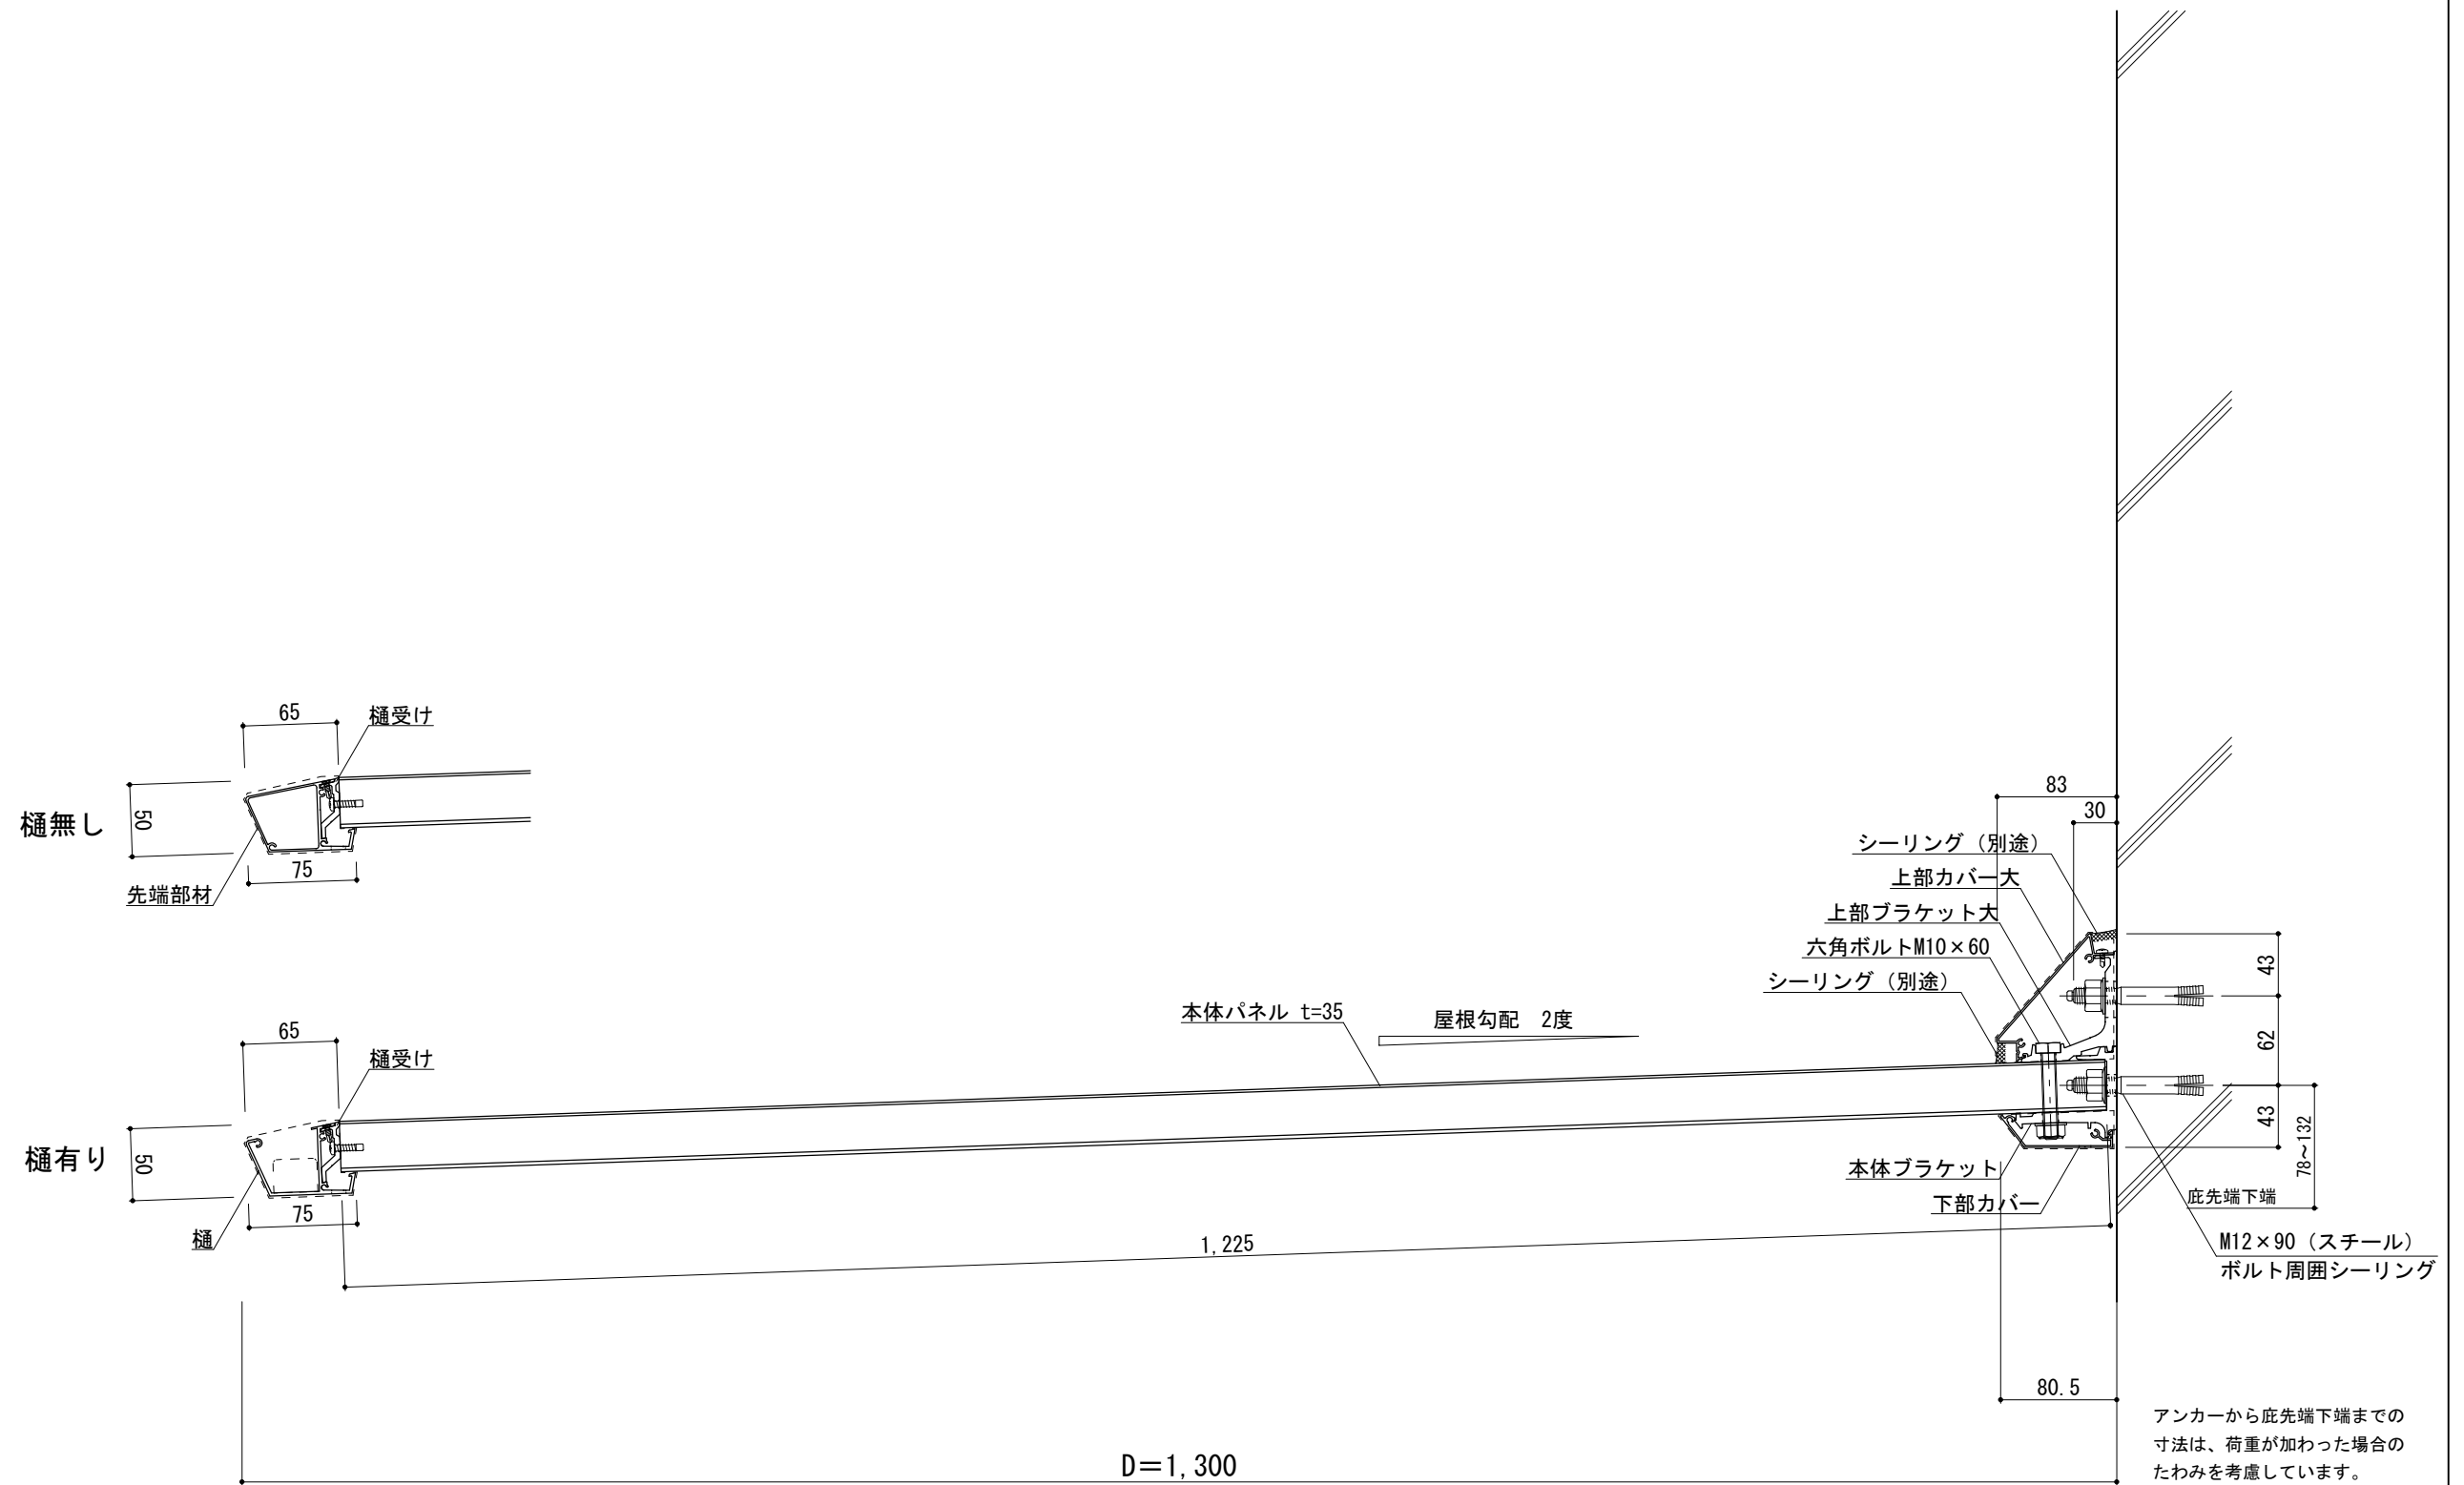 65
樋受け
樋無し
50
75
先端部材
83
30
シーリング（別途）
上部カバー大
上部ブラケット大
六角ボルトM10×60
シーリング（別途）
43
62
43
78～132
本体パネル t=35
屋根勾配　2度
65
樋受け
樋有り
50
75
樋
本体ブラケット
下部カバー
庇先端下端
1,225
M12×90（スチール）
ボルト周囲シーリング
80.5
D＝1,300
アンカーから庇先端下端までの
寸法は、荷重が加わった場合の
たわみを考慮しています。